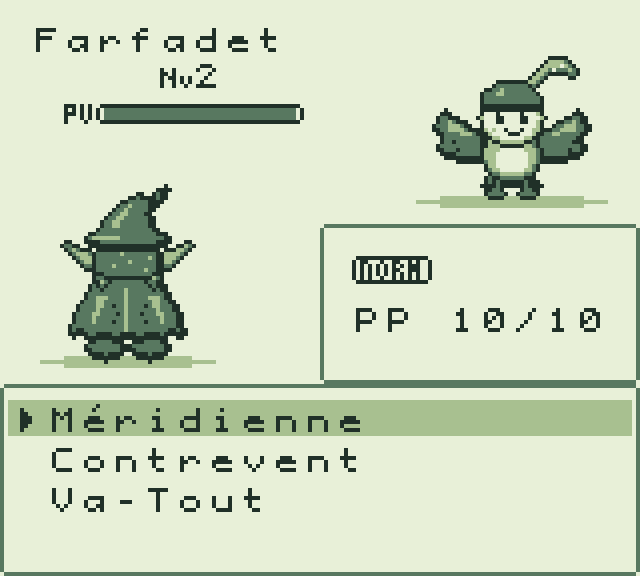 Farfadet
Nv2
PV
PP 10/10
Méridienne
Contrevent
Va-Tout